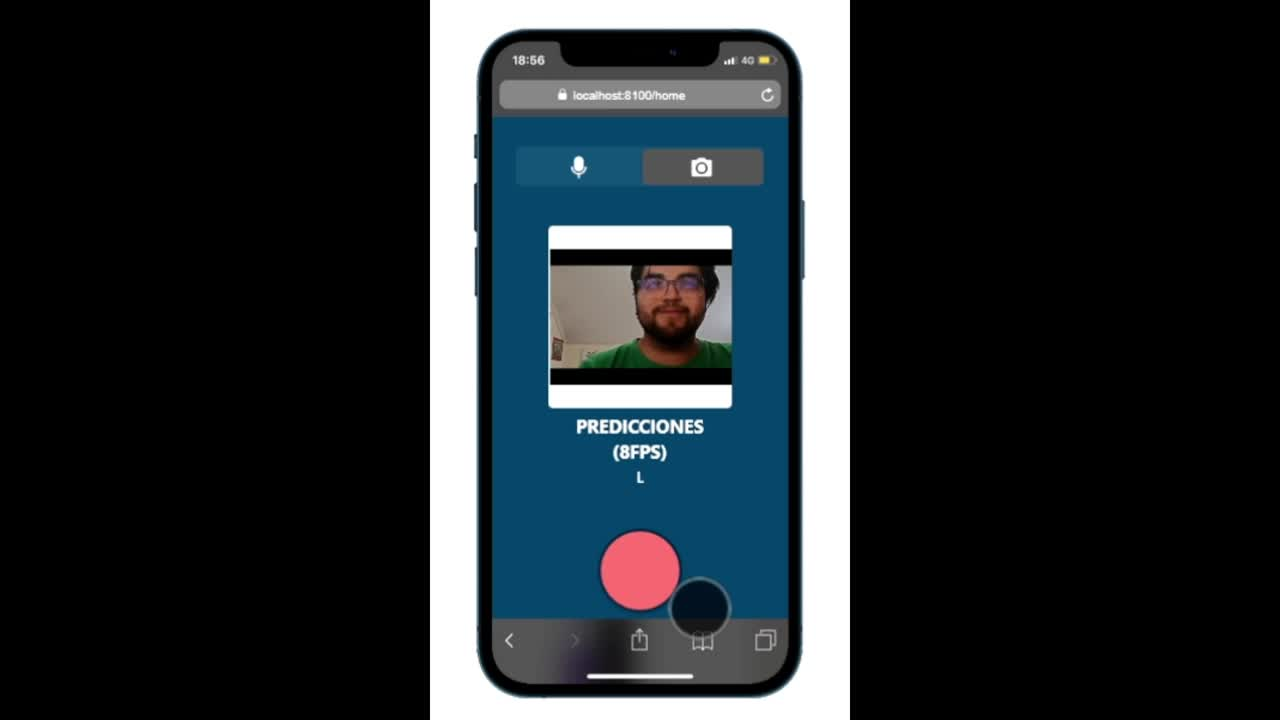 18:56
4G
localhost:8100/home
PREDICCIONES
(8FPS)
L